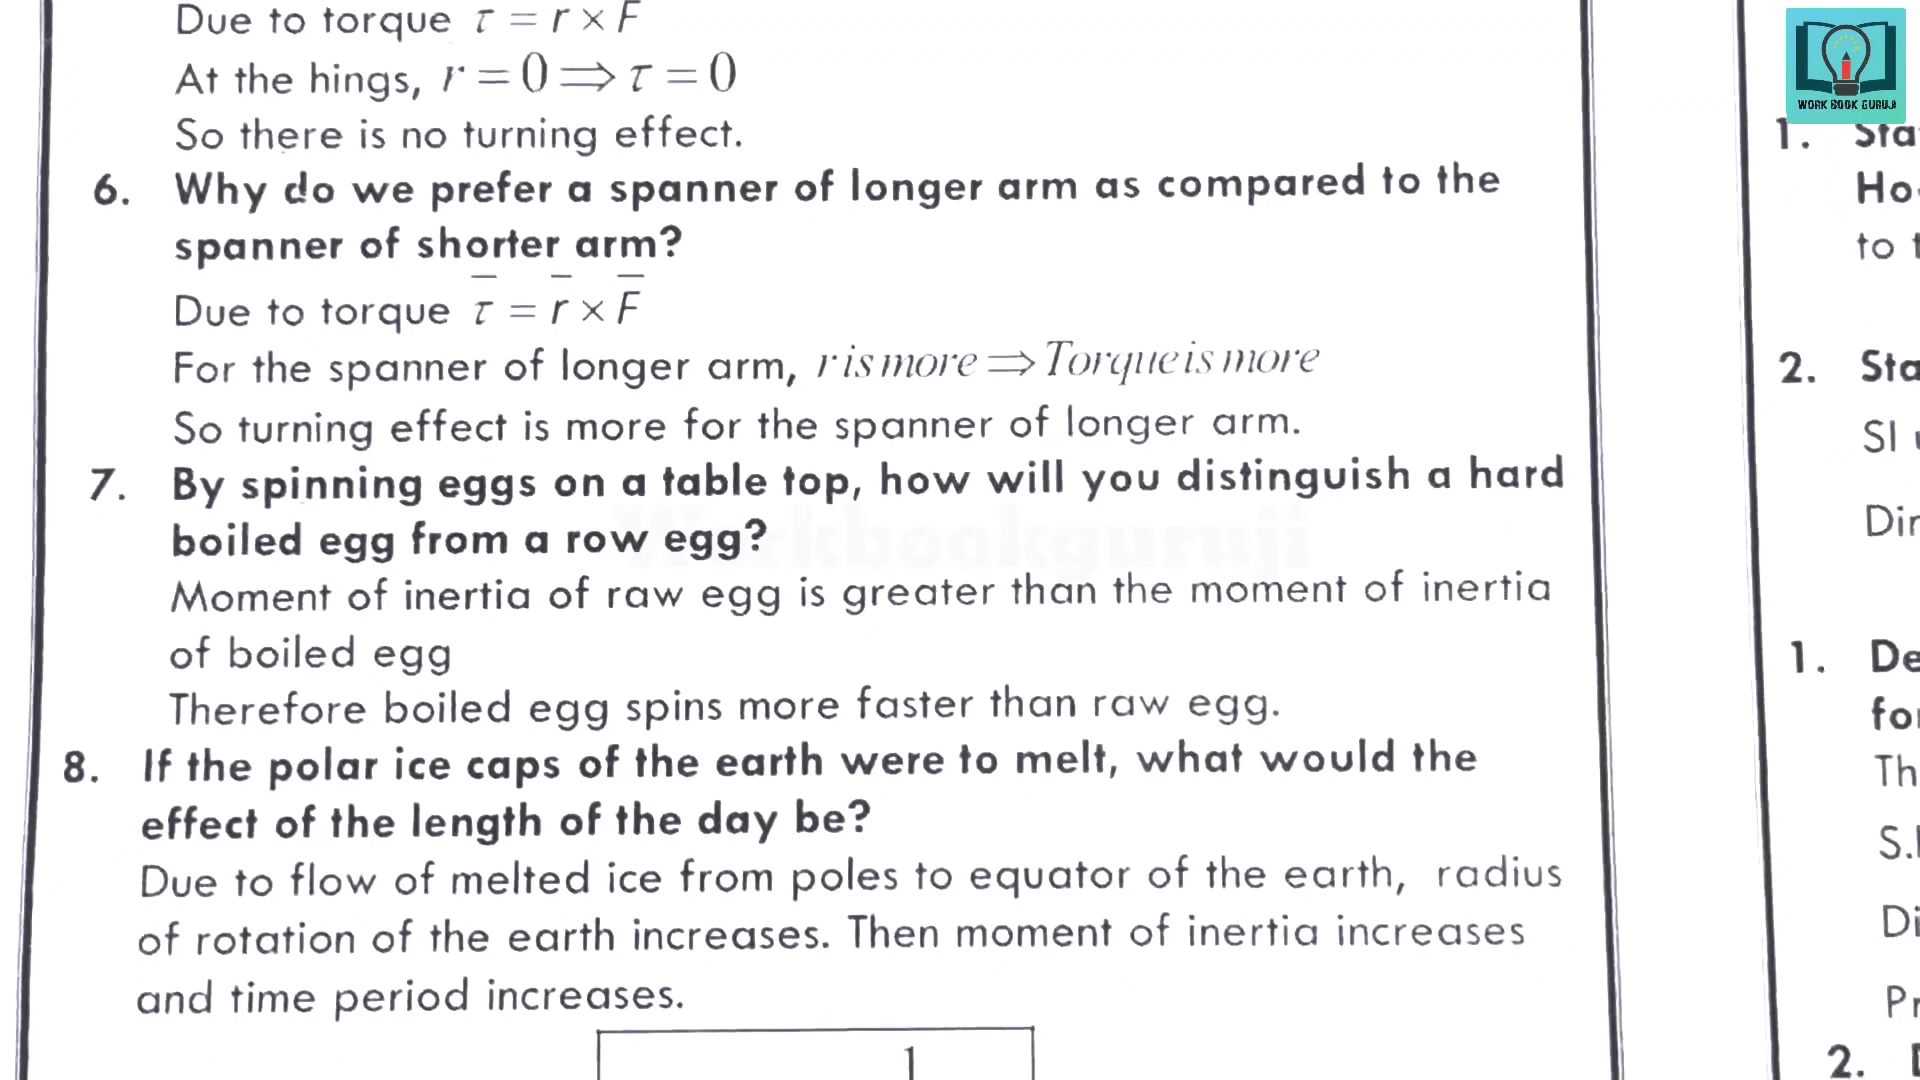 Due to torque τ = r × F
At the hings, r = 0 ⟹ τ = 0
So there is no turning effect.
6. Why do we prefer a spanner of longer arm as compared to the
spanner of shorter arm?
Due to torque τ̅ = r̅ × F̅
For the spanner of longer arm, r is more ⟹ Torque is more
So turning effect is more for the spanner of longer arm.
7. By spinning eggs on a table top, how will you distinguish a hard
boiled egg from a row egg?
Moment of inertia of raw egg is greater than the moment of inertia
of boiled egg
Therefore boiled egg spins more faster than raw egg.
8. If the polar ice caps of the earth were to melt, what would the
effect of the length of the day be?
Due to flow of melted ice from poles to equator of the earth, radius
of rotation of the earth increases. Then moment of inertia increases
and time period increases.
1
Workbookguruji
WORK BOOK GURUJI
1.
to
2.
SI
1.
2.